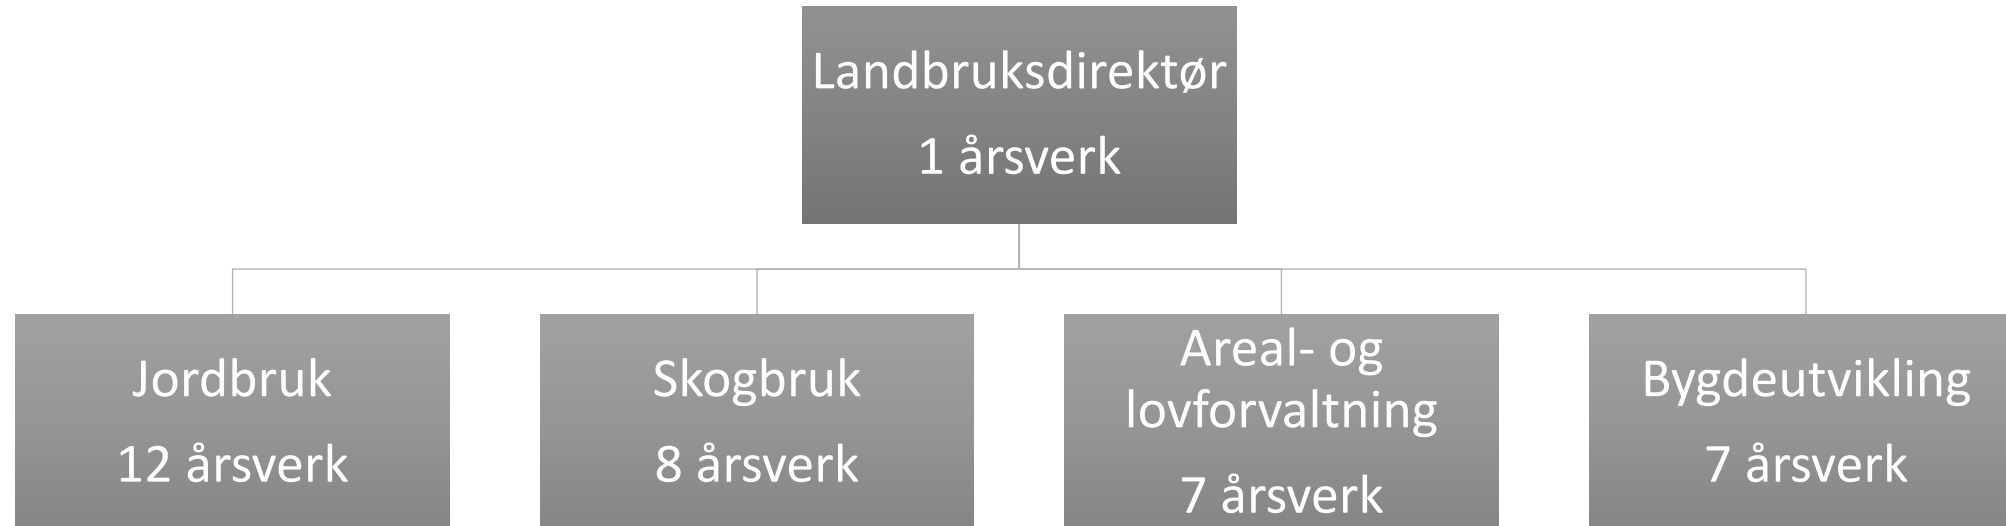 Landbruksdirektør
1 årsverk
Jordbruk
12 årsverk
Skogbruk
8 årsverk
Areal- og
lovforvaltning
7 årsverk
Bygdeutvikling
7 årsverk